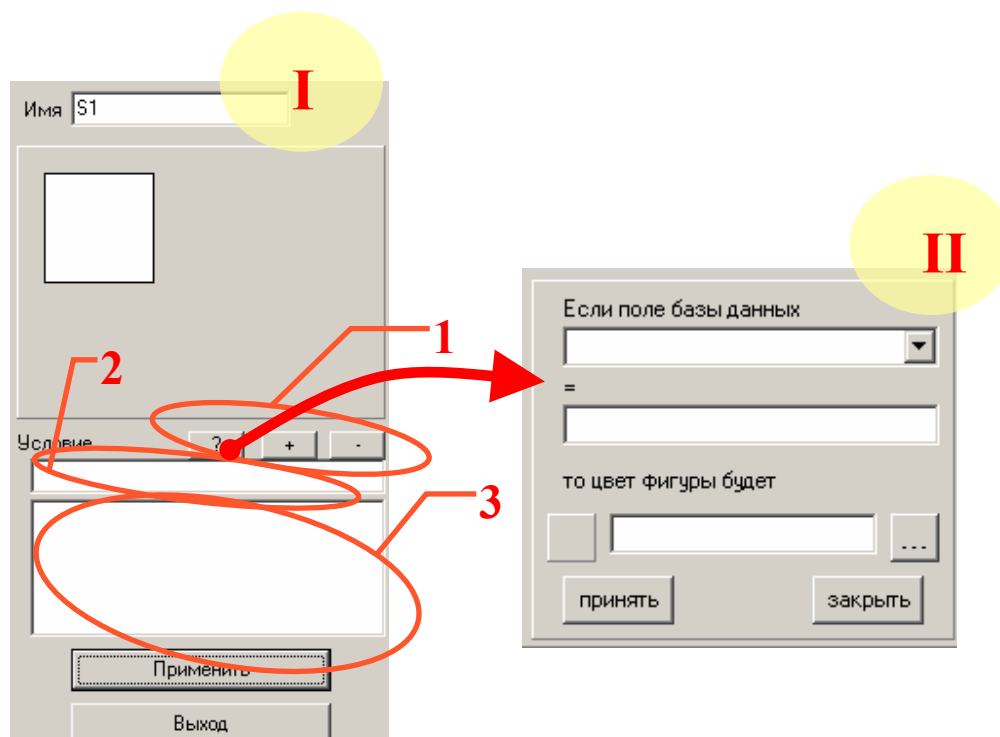 I
Имя S1
1
2
Условие ? + -
3
Применить
Выход
II
Если поле базы данных
=
то цвет фигуры будет
...
принять закрыть